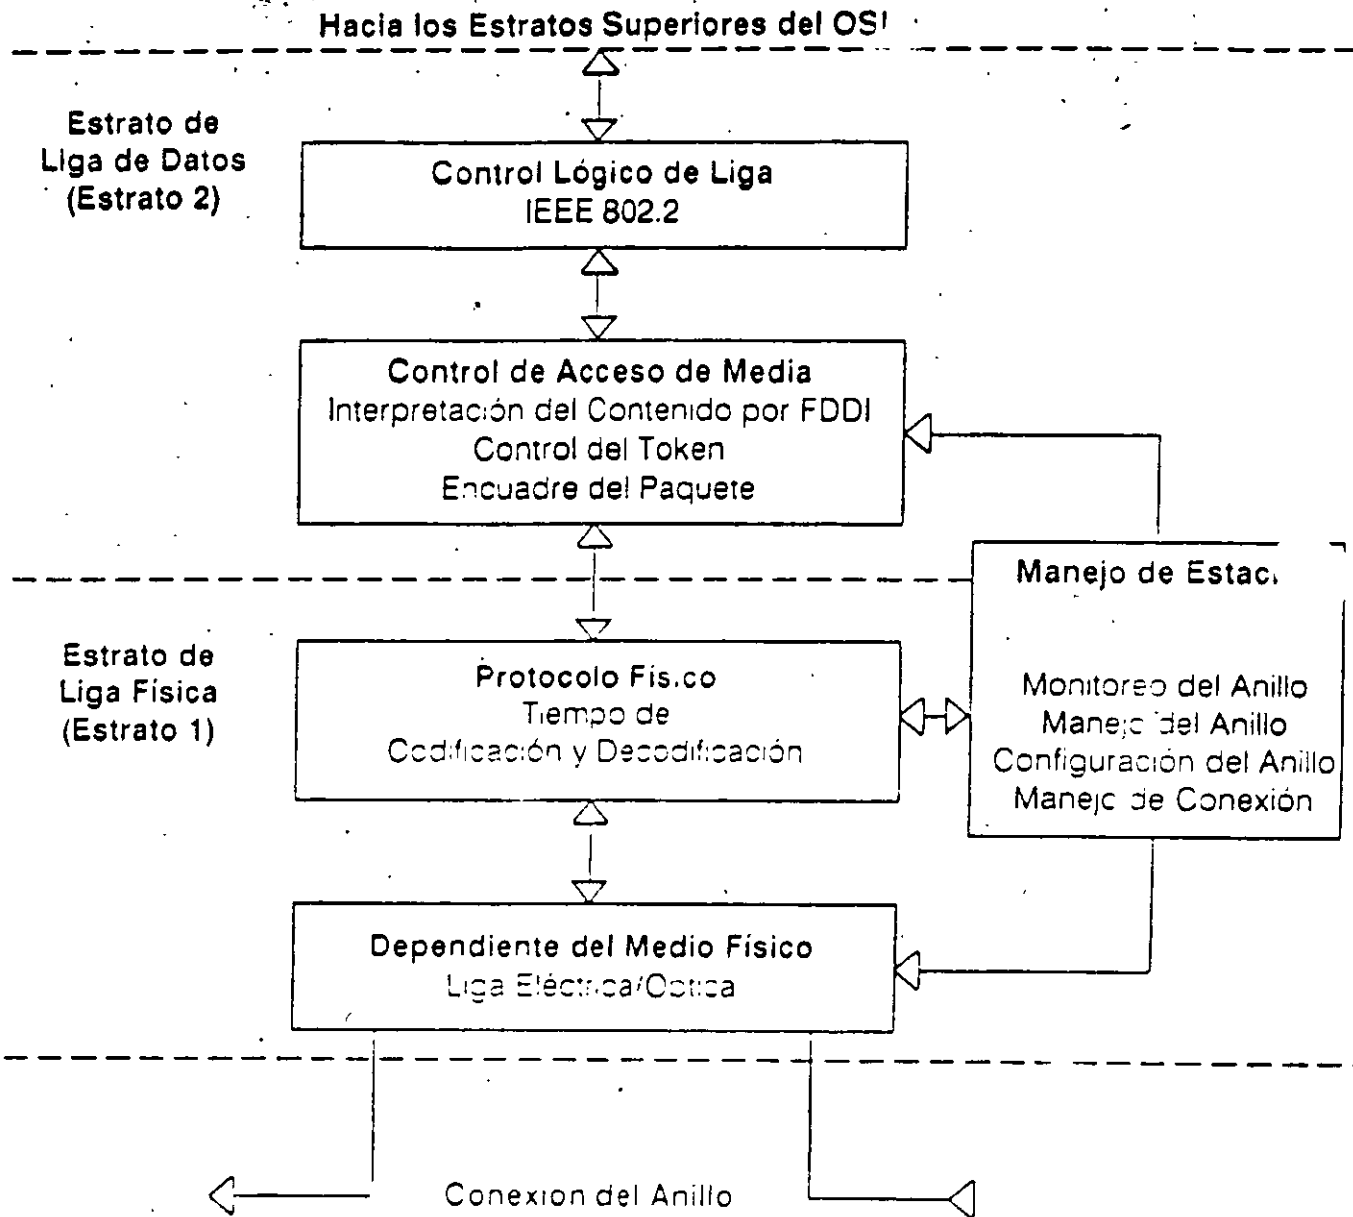 Hacia los Estratos Superiores del OSI
Estrato de
Liga de Datos
(Estrato 2)
Control Lógico de Liga
IEEE 802.2
Control de Acceso de Media
Interpretación del Contenido por FDDI
Control del Token
Encuadre del Paquete
Manejo de Estac
Estrato de
Liga Física
(Estrato 1)
Protocolo Físico
Tiempo de
Codificación y Decodificación
Monitoreo del Anillo
Manejo del Anillo
Configuración del Anillo
Manejo de Conexión
Dependiente del Medio Físico
Liga Eléctrica/Optica
Conexion del Anillo